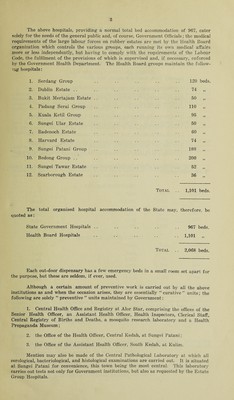 3
The above hospitals, providing a normal total bed accommodation of 967, cater
solely for the needs of the general public and, of course, Government Officials; the medical
requirements of the large labour forces on rubber estates are met by the Health Board
organization which controls the various groups, each running its own medical affairs
more or less independently, but having to comply with the requirements of the Labour
Code, the fulfilment of the provisions of which is supervised and, if necessary, enforced
by the Government Health Department. The Health Board groups maintain the follow-
ing hospitals:
1. Serdang Group 120 beds.
2. Dublin Estate 74 „
3. Bukit Mertajam Estate 80 „
4. Padang Serai Group 110 „
5. Kuala Ketil Group 95 „
6. Sungei Ular Estate 80 „
7. Badenoch Estate 60 „
8. Harvard Estate 74 „
9. Sungei Patani Group 180 „
10. Bedong Group 208 „
11. Sungei Tawar Estate 62 „
12. Scarborough Estate 36 „
Total 1,101 beds.
The total organised hospital accommodation of the State may, therefore, be
quoted as:
State Government Hospitals 967 beds.
Health Board Hospitals 1,101 „
Total 2,068 beds.
Each out-door dispensary has a few emergency beds in a small room set apart for
the purpose, but these are seldom, if ever, used.
Although a certain amount of preventive work is carried out by all the above
institutions as and when the occasion arises, they are essentially “curative” units; the
following are solely “preventive” units maintained by Government:
1. Central Health Office and Registry at Alor Star, comprising the offices of the
Senior Health Officer, an Assistant Health Officer, Health Inspectors, Clerical Staff,
Central Registry of Births and Deaths, a mosquito research laboratory and a Health
Propaganda Museum;
2. the Office of the Health Officer, Central Kedah, at Sungei Patani;
3. the Office of the Assistant Health Officer, South Kedah, at Kulim.
Mention may also be made of the Central Pathological Laboratory at which all
serological, bacteriological, and histological examinations are carried out. It is situated
at Sungei Patani for convenience, this town being the most central. This laboratory
carries out tests not only for Government institutions, but also as requested by the Estate
Group Hospitals.